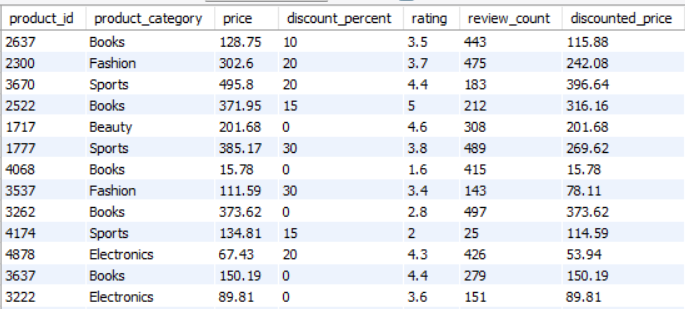 product_id product_category price discount_percent rating review_count discounted_price
2637 Books 128.75 10 3.5 443 115.88
2300 Fashion 302.6 20 3.7 475 242.08
3670 Sports 495.8 20 4.4 183 396.64
2522 Books 371.95 15 5 212 316.16
1717 Beauty 201.68 0 4.6 308 201.68
1777 Sports 385.17 30 3.8 489 269.62
4068 Books 15.78 0 1.6 415 15.78
3537 Fashion 111.59 30 3.4 143 78.11
3262 Books 373.62 0 2.8 497 373.62
4174 Sports 134.81 15 2 25 114.59
4878 Electronics 67.43 20 4.3 426 53.94
3637 Books 150.19 0 4.4 279 150.19
3222 Electronics 89.81 0 3.6 151 89.81